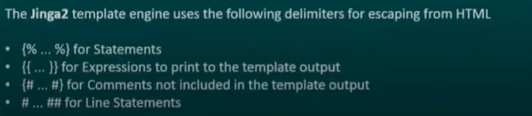 The Jinga2 template engine uses the following delimiters for escaping from HTML
• {% ... %} for Statements
• {{ ... }} for Expressions to print to the template output
• {# ... #} for Comments not included in the template output
• # ... ## for Line Statements